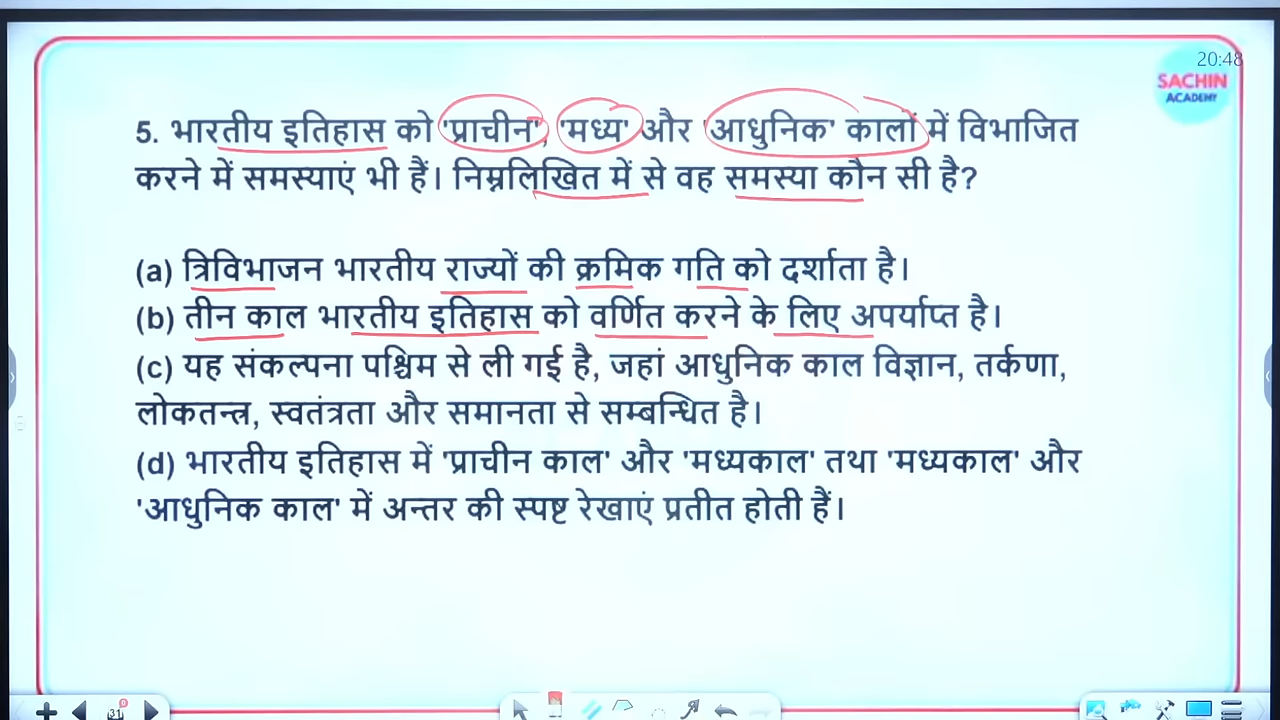 20:48
SACHIN
ACADEMY
5. भारतीय इतिहास को 'प्राचीन', 'मध्य' और 'आधुनिक' कालों में विभाजित
करने में समस्याएं भी हैं। निम्नलिखित में से वह समस्या कौन सी है?
(a) त्रिविभाजन भारतीय राज्यों की क्रमिक गति को दर्शाता है।
(b) तीन काल भारतीय इतिहास को वर्णित करने के लिए अपर्याप्त है।
(c) यह संकल्पना पश्चिम से ली गई है, जहां आधुनिक काल विज्ञान, तर्कणा,
लोकतन्त्र, स्वतंत्रता और समानता से सम्बन्धित है।
(d) भारतीय इतिहास में 'प्राचीन काल' और 'मध्यकाल' तथा 'मध्यकाल' और
'आधुनिक काल' में अन्तर की स्पष्ट रेखाएं प्रतीत होती हैं।
31